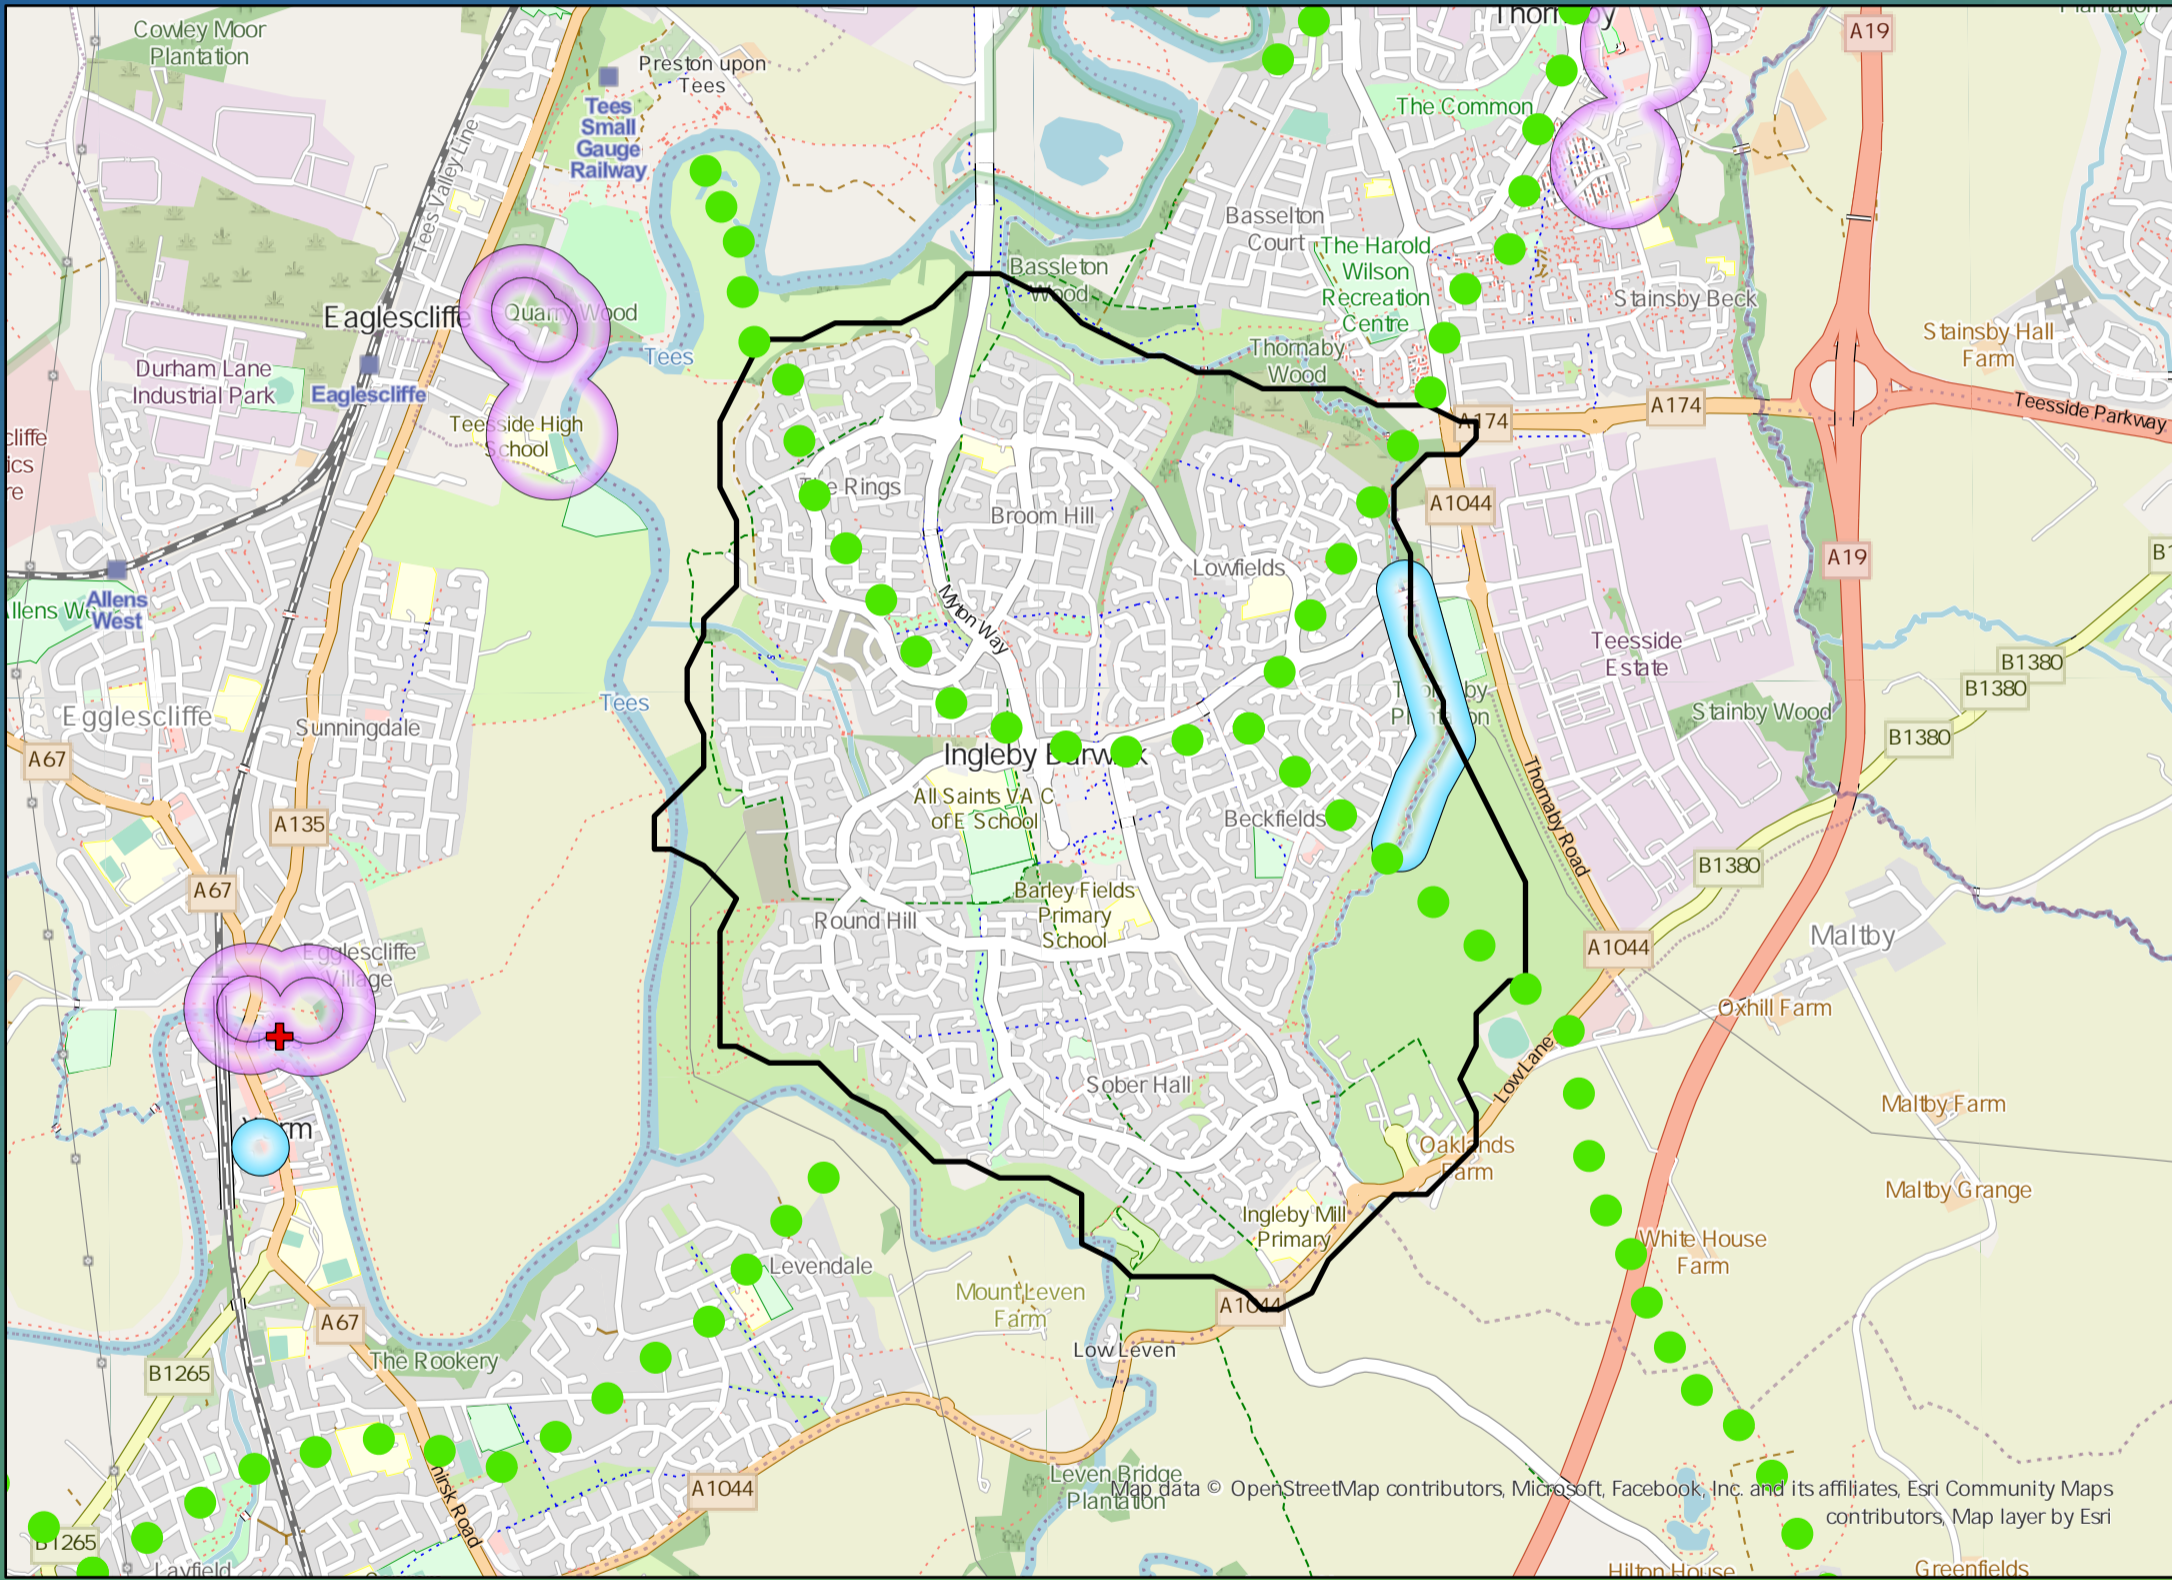 Cowley Moor
Plantation
Preston upon
Tees
Tees
Small
Gauge
Railway
Tees Valley Line
The Common
A19
Basselton
Court
The Harold
Wilson
Recreation
Centre
Bassleton
Wood
Stainsby Beck
Stainsby Hall
Farm
Eaglescliffe
Quarry Wood
Tees
Thornaby
Wood
Durham Lane
Industrial Park
Eaglescliffe
A174
A174
Teesside Parkway
Teesside High
School
The Rings
Broom Hill
A1044
A19
Lowfields
Allens
West
Myton Way
Teesside
Estate
B1380
B1380
B1380
Egglescliffe
Sunningdale
Tees
Stainby Wood
A67
Ingleby Barwick
All Saints VA C
of E School
Thornaby Road
A135
Beckfields
B1380
A67
Barley Fields
Primary
School
Round Hill
Egglescliffe
Village
A1044
Maltby
Oxhill Farm
Low Lane
Sober Hall
Maltby Farm
Yarm
Oaklands
Farm
Maltby Grange
Ingleby Mill
Primary
White House
Farm
Levendale
Mount Leven
Farm
A1044
A67
Low Leven
The Rookery
B1265
A1044
Leven Bridge
Plantation
Map data © OpenStreetMap contributors, Microsoft, Facebook, Inc. and its affiliates, Esri Community Maps
contributors, Map layer by Esri
B1265
Layfield
Hilton House
Greenfields